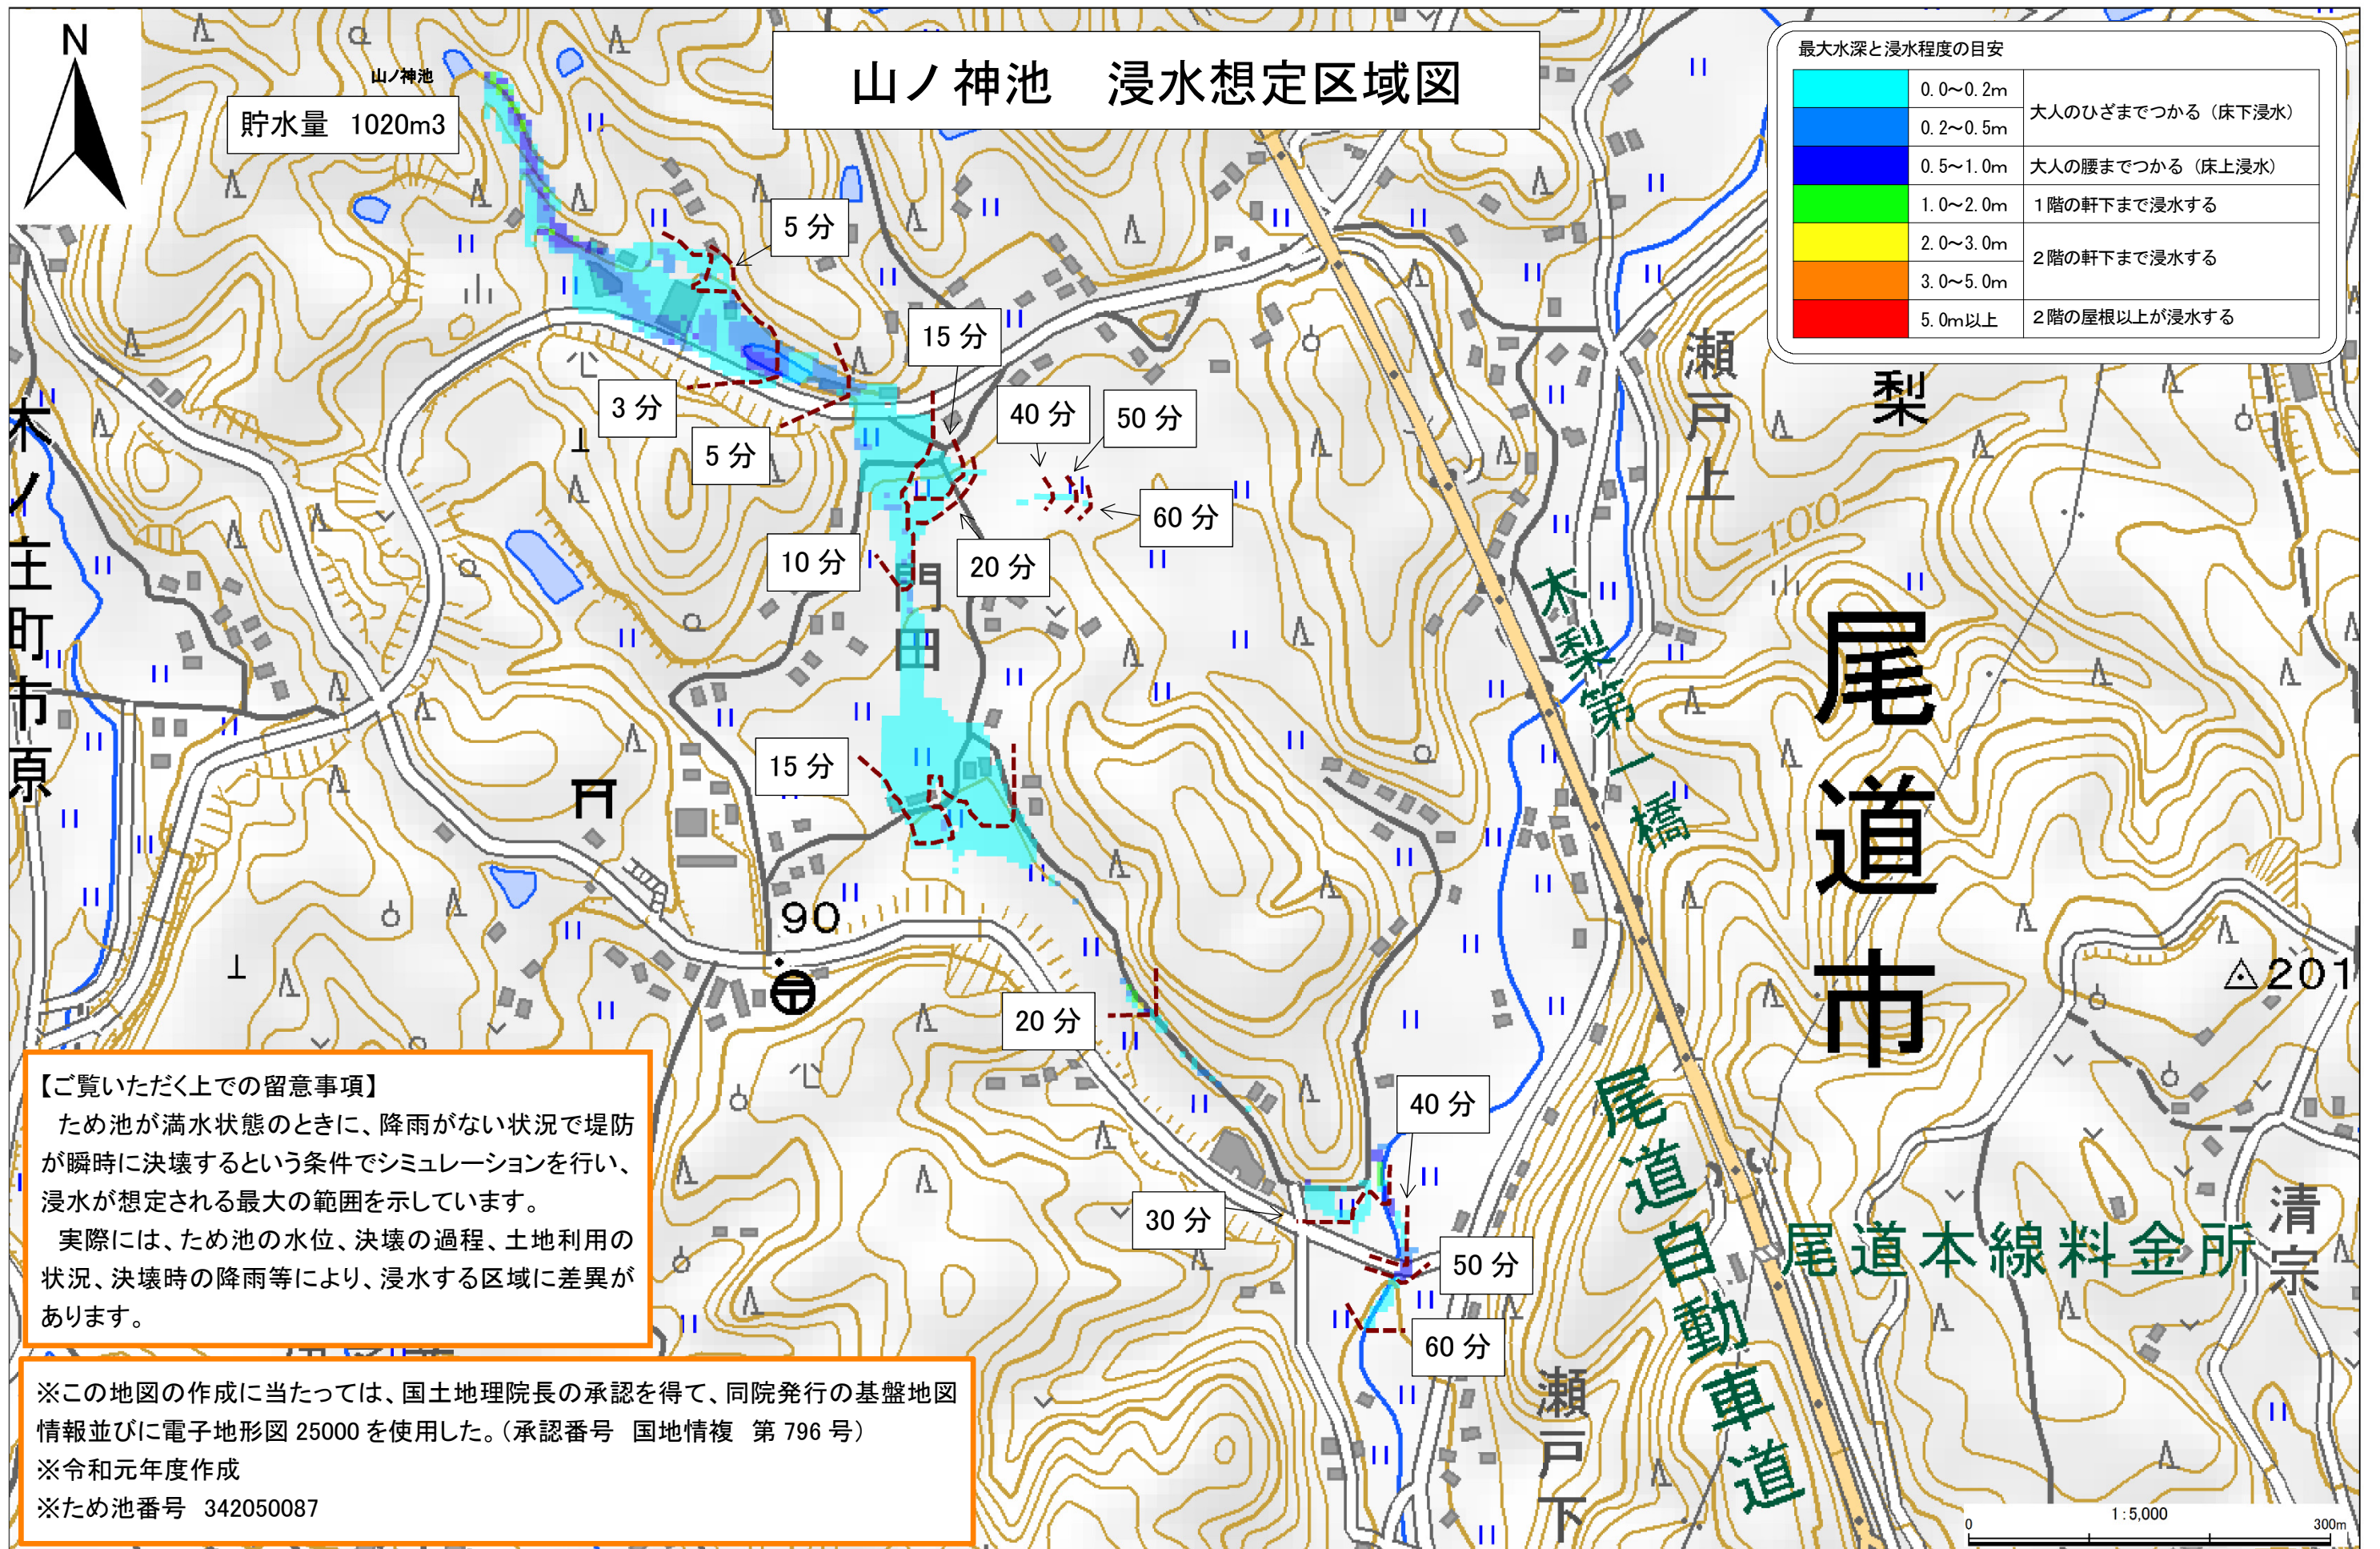 N
山ノ神池
貯水量 1020m3
山ノ神池 浸水想定区域図
最大水深と浸水程度の目安
0.0~0.2m
大人のひざまでつかる（床下浸水）
0.2~0.5m
0.5~1.0m 大人の腰までつかる（床上浸水）
1.0~2.0m 1階の軒下まで浸水する
2.0~3.0m
2階の軒下まで浸水する
3.0~5.0m
5.0m以上 2階の屋根以上が浸水する
5分
15分
3分
5分
40分
50分
60分
10分
20分
15分
20分
40分
30分
50分
60分
木ノ庄町市原
門田
瀬戸上
梨
100
木梨第一橋
尾道市
90
201
尾道自動車道
尾道本線料金所
清宗
瀬戸下
【ご覧いただく上での留意事項】
ため池が満水状態のときに、降雨がない状況で堤防
が瞬時に決壊するという条件でシミュレーションを行い、
浸水が想定される最大の範囲を示しています。
実際には、ため池の水位、決壊の過程、土地利用の
状況、決壊時の降雨等により、浸水する区域に差異が
あります。
※この地図の作成に当たっては、国土地理院長の承認を得て、同院発行の基盤地図
情報並びに電子地形図 25000 を使用した。（承認番号 国地情複 第 796 号）
※令和元年度作成
※ため池番号 342050087
1:5,000
0 300m